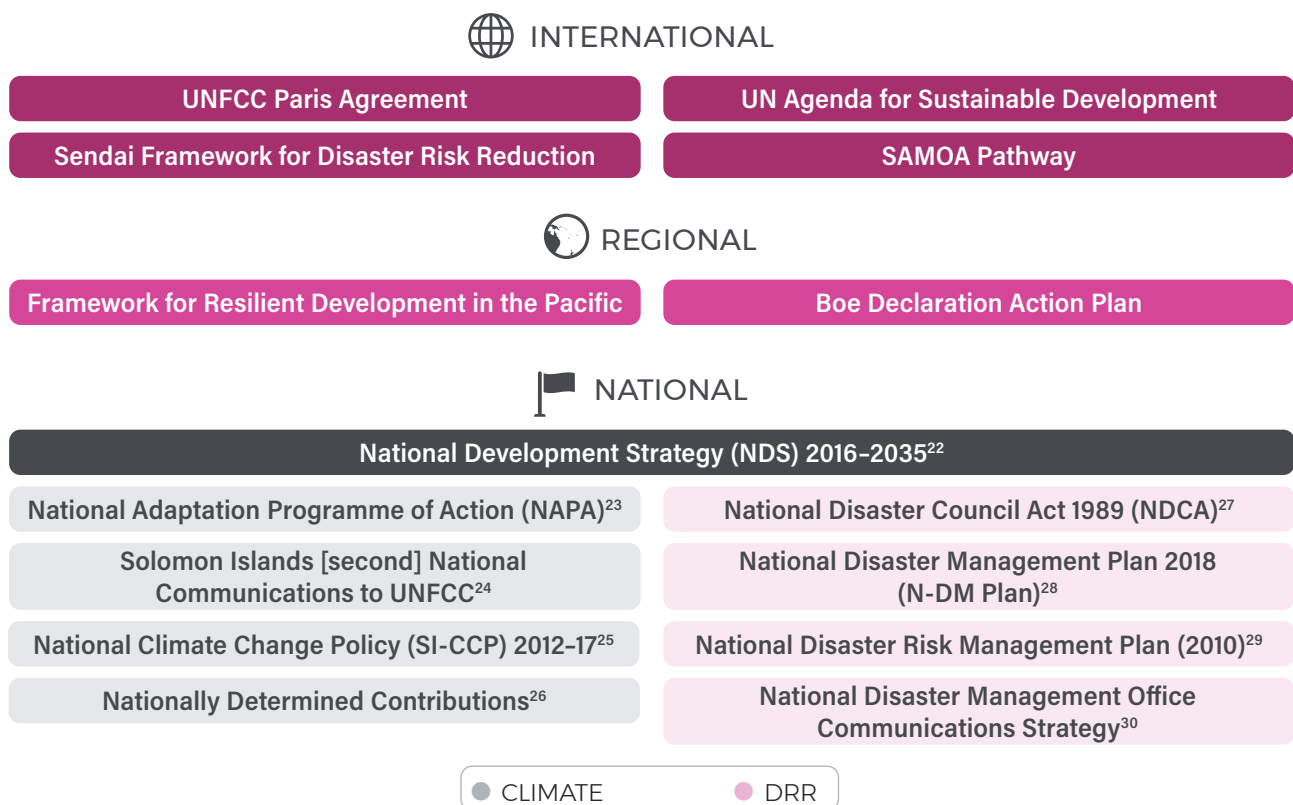 INTERNATIONAL
UNFCC Paris Agreement
UN Agenda for Sustainable Development
Sendai Framework for Disaster Risk Reduction
SAMOA Pathway
REGIONAL
Framework for Resilient Development in the Pacific
Boe Declaration Action Plan
NATIONAL
National Development Strategy (NDS) 2016–2035²²
National Adaptation Programme of Action (NAPA)²³
National Disaster Council Act 1989 (NDCA)²⁷
Solomon Islands [second] National
Communications to UNFCC²⁴
National Disaster Management Plan 2018
(N-DM Plan)²⁸
National Climate Change Policy (SI-CCP) 2012–17²⁵
National Disaster Risk Management Plan (2010)²⁹
Nationally Determined Contributions²⁶
National Disaster Management Office
Communications Strategy³⁰
CLIMATE
DRR